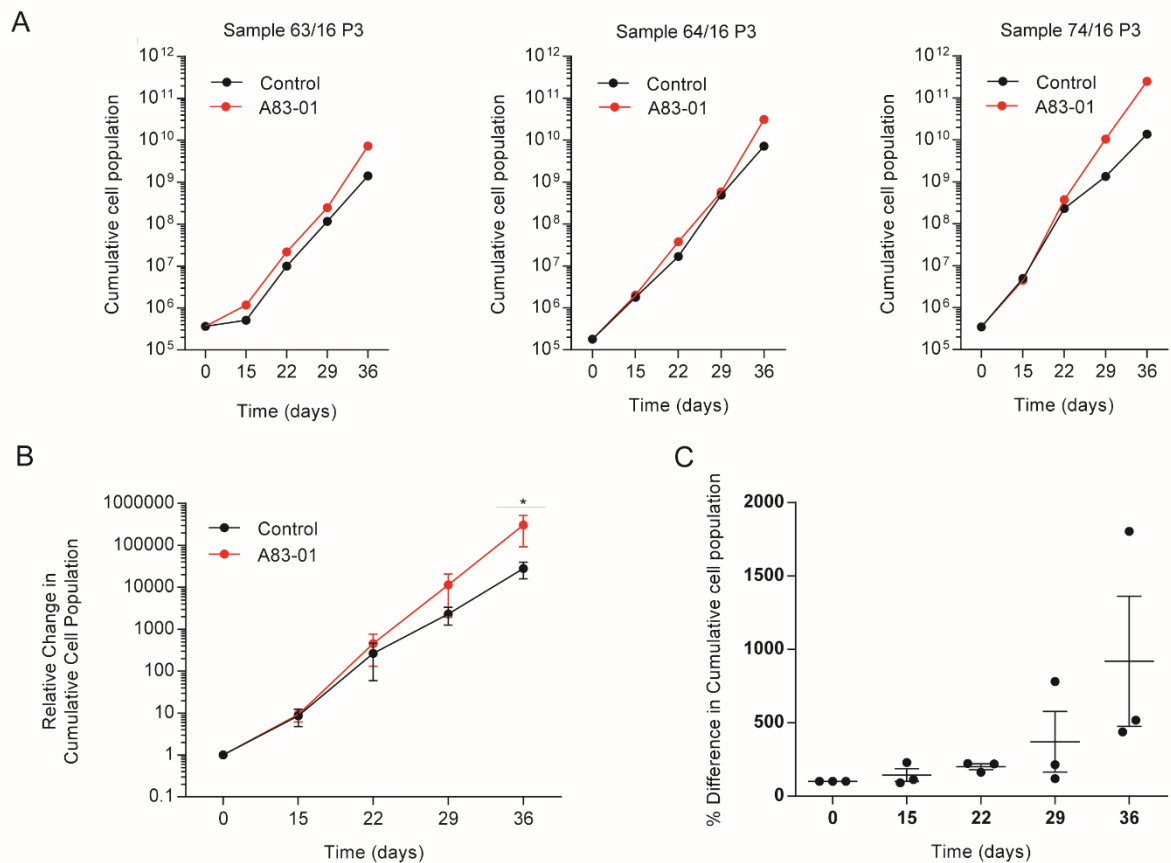 A
Sample 63/16 P3
Sample 64/16 P3
Sample 74/16 P3
Cumulative cell population
10^12
10^11
10^10
10^9
10^8
10^7
10^6
10^5
Control
A83-01
0 15 22 29 36
Time (days)
Cumulative cell population
10^12
10^11
10^10
10^9
10^8
10^7
10^6
10^5
Control
A83-01
0 15 22 29 36
Time (days)
Cumulative cell population
10^12
10^11
10^10
10^9
10^8
10^7
10^6
10^5
Control
A83-01
0 15 22 29 36
Time (days)
B
Relative Change in
Cumulative Cell Population
1000000
100000
10000
1000
100
10
1
0.1
Control
A83-01
*
0 15 22 29 36
Time (days)
C
% Difference in Cumulative cell population
2000
1500
1000
500
0
0 15 22 29 36
Time (days)